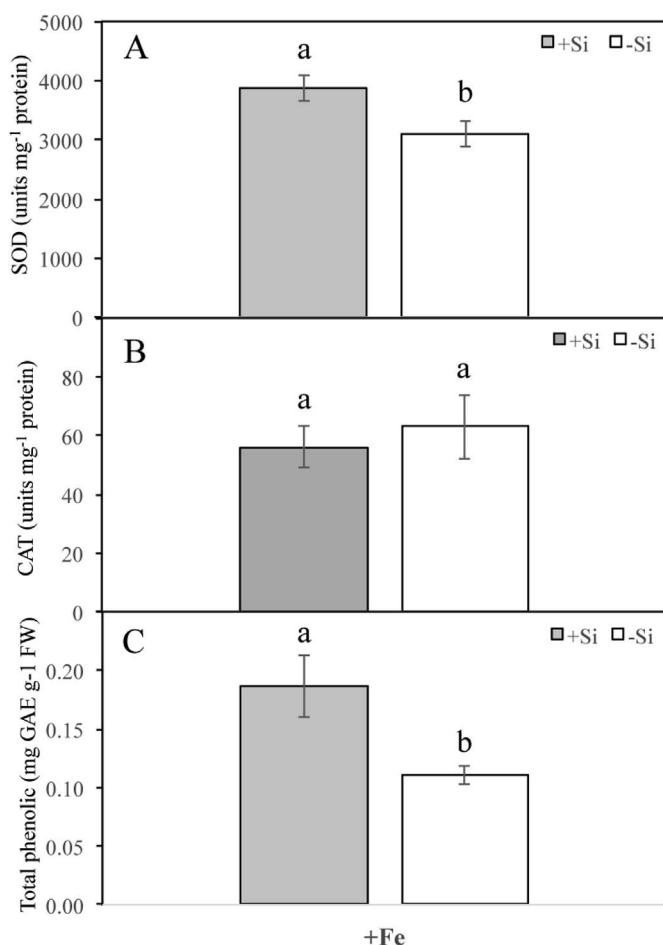 A
+Si -Si
SOD (units mg-1 protein)
5000
4000
3000
2000
1000
0
a
b
B
+Si -Si
CAT (units mg-1 protein)
80
60
40
20
0
a
a
C
+Si -Si
Total phenolic (mg GAE g-1 FW)
0.20
0.15
0.10
0.05
0.00
a
b
+Fe